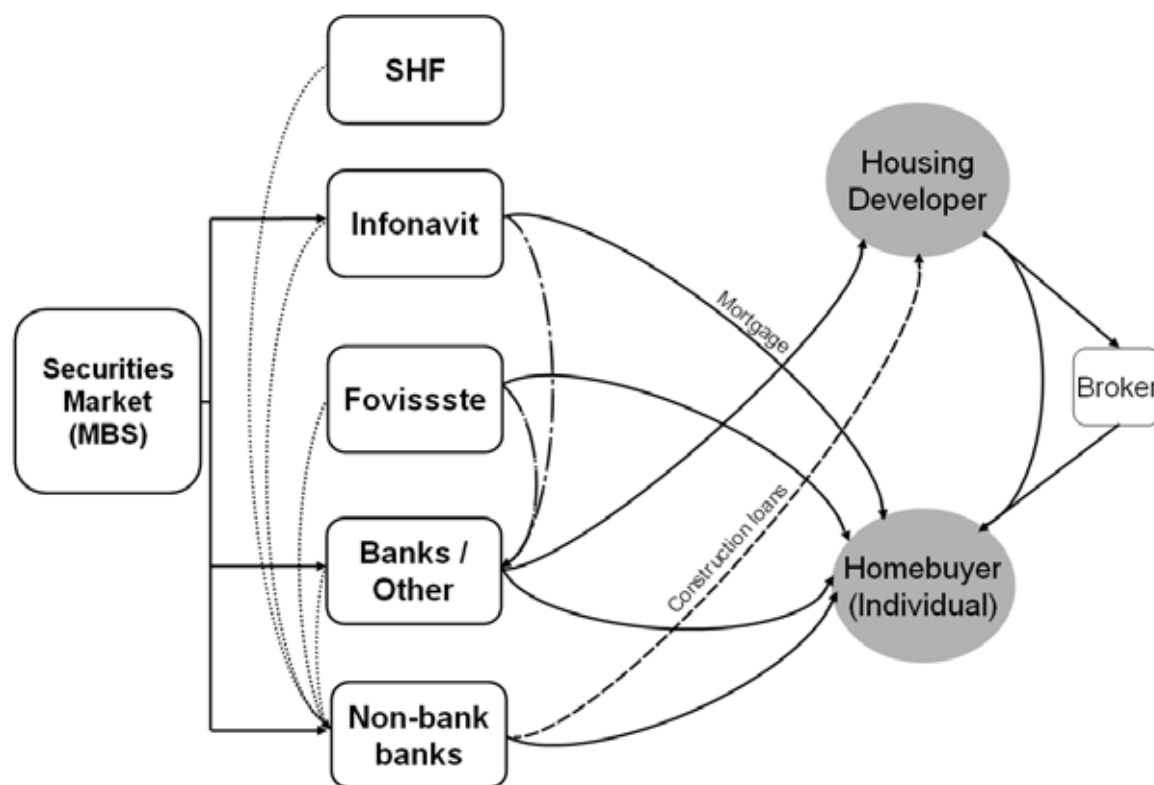 SHF
Infonavit
Securities
Market
(MBS)
Fovissste
Banks /
Other
Non-bank
banks
Mortgage
Construction loans
Housing
Developer
Broker
Homebuyer
(Individual)